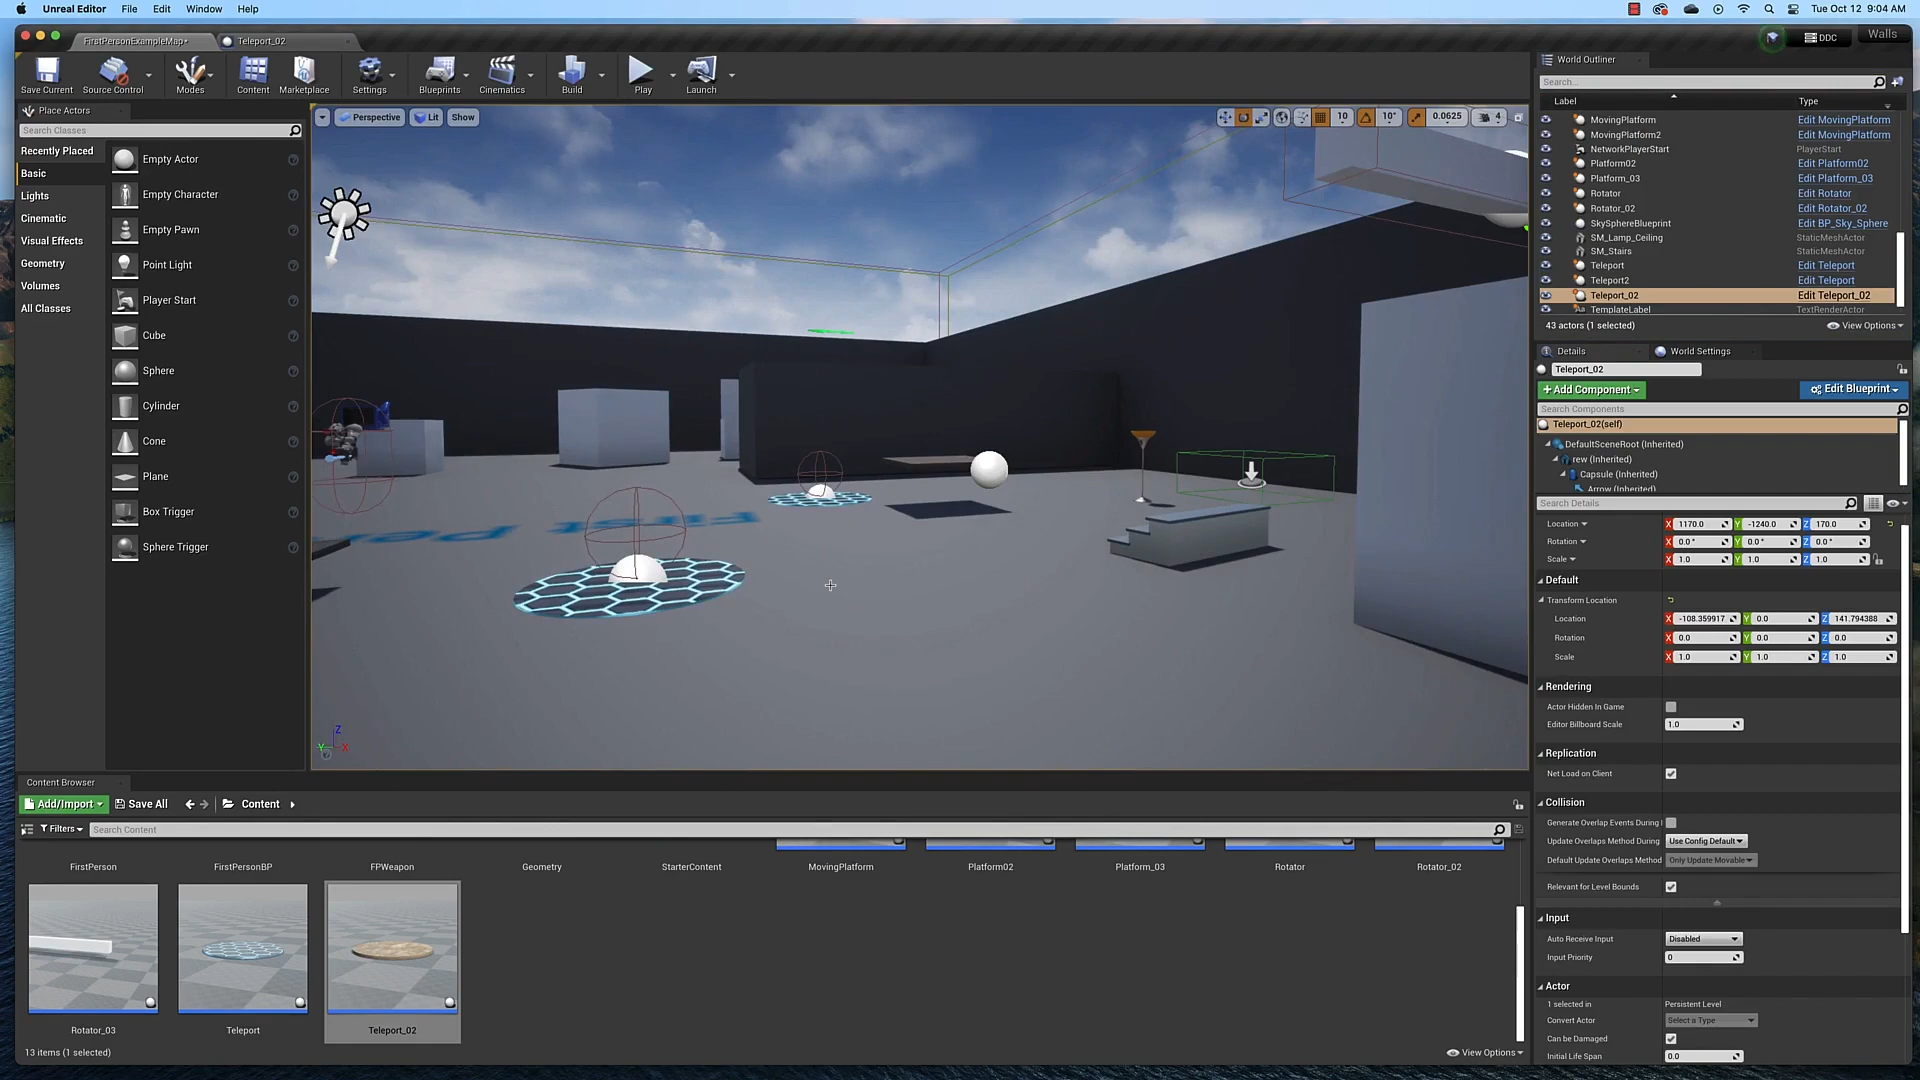 Unreal Editor File Edit Window Help
Tue Oct 12 9:04 AM
FirstPersonExampleMap*
Teleport_02
DDC
Walls
Save Current
Source Control
Modes
Content
Marketplace
Settings
Blueprints
Cinematics
Build
Play
Launch
Place Actors
Search Classes
Recently Placed
Basic
Lights
Cinematic
Visual Effects
Geometry
Volumes
All Classes
Empty Actor
Empty Character
Empty Pawn
Point Light
Player Start
Cube
Sphere
Cylinder
Cone
Plane
Box Trigger
Sphere Trigger
Perspective
Lit
Show
10
10°
0.0625
4
Z
Y
X
World Outliner
Search...
Label
Type
MovingPlatform Edit MovingPlatform
MovingPlatform2 Edit MovingPlatform
NetworkPlayerStart PlayerStart
Platform02 Edit Platform02
Platform_03 Edit Platform_03
Rotator Edit Rotator
Rotator_02 Edit Rotator_02
SkySphereBlueprint Edit BP_Sky_Sphere
SM_Lamp_Ceiling StaticMeshActor
SM_Stairs StaticMeshActor
Teleport Edit Teleport
Teleport2 Edit Teleport
Teleport_02 Edit Teleport_02
TemplateLabel TextRenderActor
43 actors (1 selected)
View Options
Details
World Settings
Teleport_02
+Add Component
Edit Blueprint
Search Components
Teleport_02(self)
DefaultSceneRoot (Inherited)
rew (Inherited)
Capsule (Inherited)
Arrow (Inherited)
Search Details
Location X 1170.0 Y -1240.0 Z 170.0
Rotation X 0.0° Y 0.0° Z 0.0°
Scale X 1.0 Y 1.0 Z 1.0
Default
Transform Location
Location X -108.359917 Y 0.0 Z 141.794388
Rotation X 0.0 Y 0.0 Z 0.0
Scale X 1.0 Y 1.0 Z 1.0
Rendering
Actor Hidden In Game
Editor Billboard Scale 1.0
Replication
Net Load on Client
Collision
Generate Overlap Events During
Update Overlaps Method During Use Config Default
Default Update Overlaps Method Only Update Movable
Relevant for Level Bounds
Input
Auto Receive Input Disabled
Input Priority 0
Actor
1 selected in Persistent Level
Convert Actor Select a Type
Can be Damaged
Initial Life Span 0.0
Content Browser
Add/Import
Save All
Content
Filters
Search Content
FirstPerson
FirstPersonBP
FPWeapon
Geometry
StarterContent
MovingPlatform
Platform02
Platform_03
Rotator
Rotator_02
Rotator_03
Teleport
Teleport_02
13 items (1 selected)
View Options